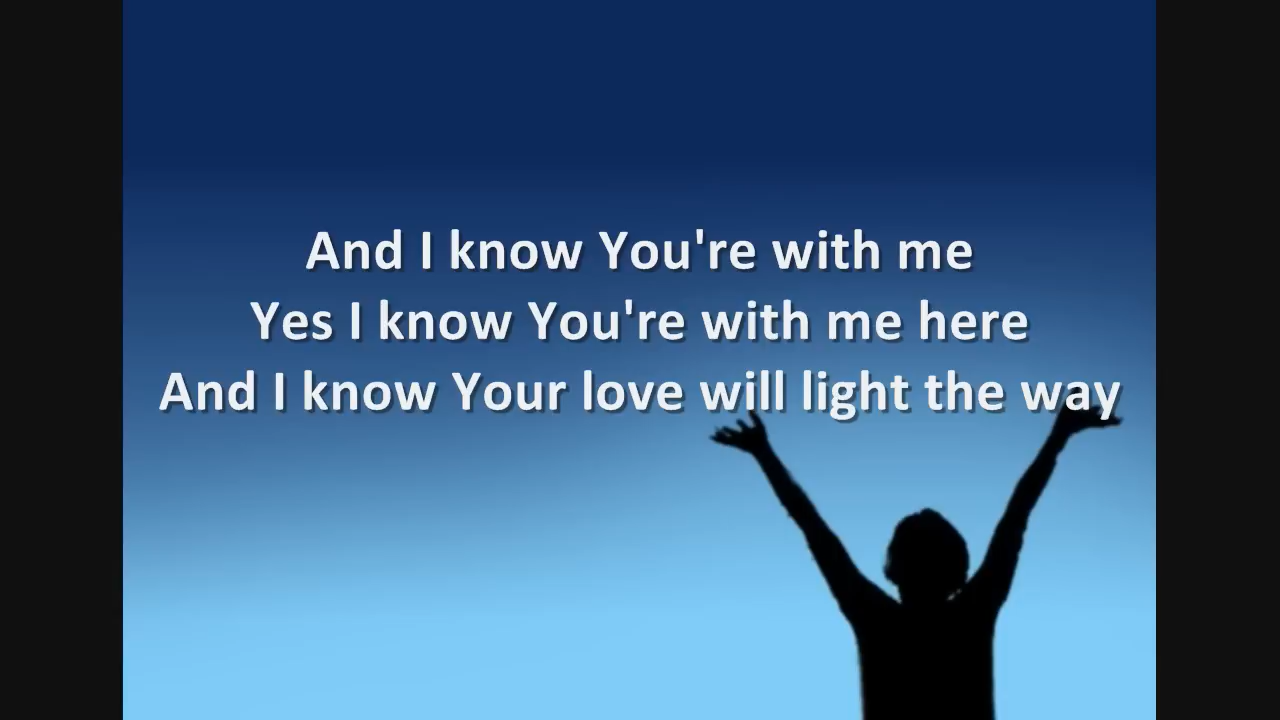 And I know You're with me
Yes I know You're with me here
And I know Your love will light the way